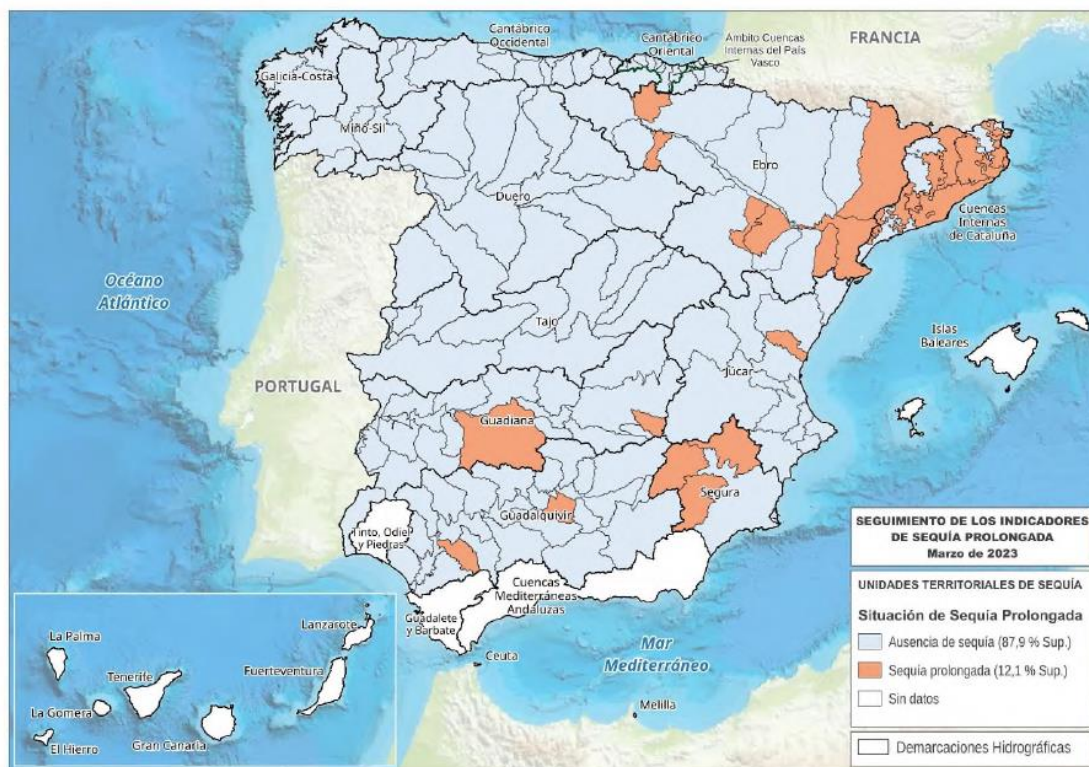 Cantábrico
Occidental
Cantábrico
Oriental
Ámbito Cuencas
Internas del País
Vasco
FRANCIA
Galicia-Costa
Miño-Sil
Ebro
Duero
Cuencas
Internas
de Cataluña
Océano
Atlántico
Tajo
Islas
Baleares
PORTUGAL
Júcar
Guadiana
Segura
Guadalquivir
Tinto, Odiel
y Piedras
Cuencas
Mediterráneas
Andaluzas
Guadalete
y Barbate
Ceuta
Mar
Mediterráneo
Melilla
Lanzarote
La Palma
Fuerteventura
Tenerife
La Gomera
El Hierro
Gran Canaria
SEGUIMIENTO DE LOS INDICADORES
DE SEQUÍA PROLONGADA
Marzo de 2023
UNIDADES TERRITORIALES DE SEQUÍA
Situación de Sequía Prolongada
Ausencia de sequía (87,9 % Sup.)
Sequía prolongada (12,1 % Sup.)
Sin datos
Demarcaciones Hidrográficas